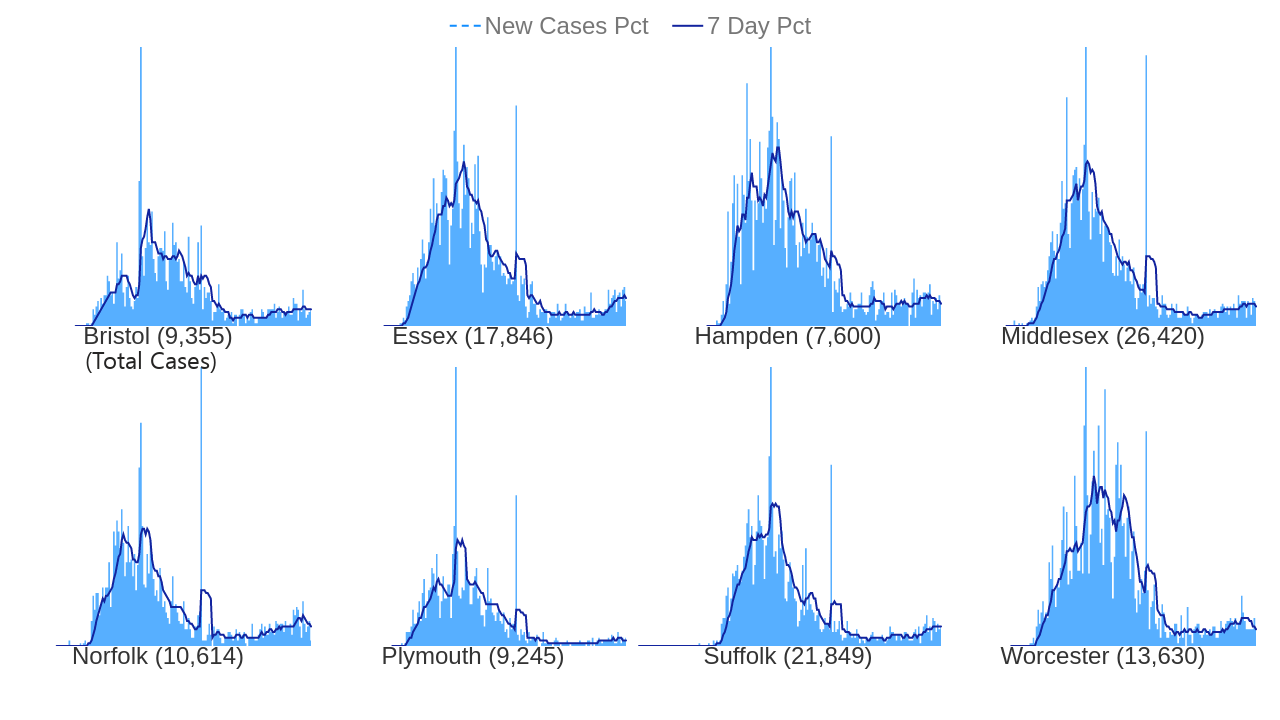 New Cases Pct 7 Day Pct
Bristol (9,355)
(Total Cases)
Essex (17,846)
Hampden (7,600)
Middlesex (26,420)
Norfolk (10,614)
Plymouth (9,245)
Suffolk (21,849)
Worcester (13,630)